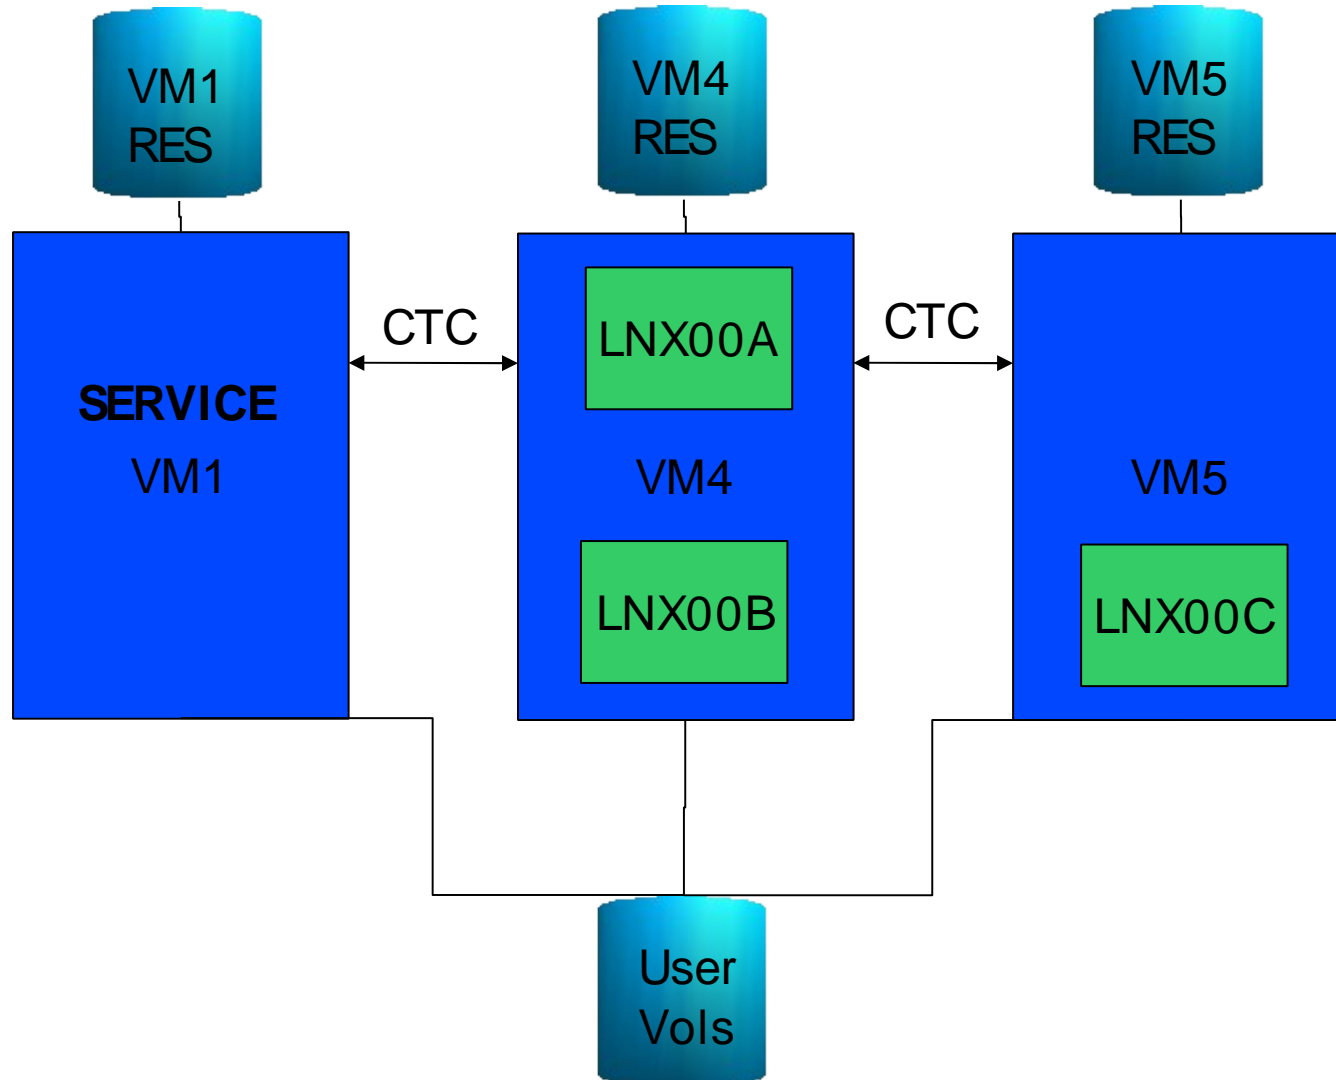 VM1
RES
VM4
RES
VM5
RES
CTC
CTC
LNX00A
SERVICE
VM1
VM4
VM5
LNX00B
LNX00C
User
Vols